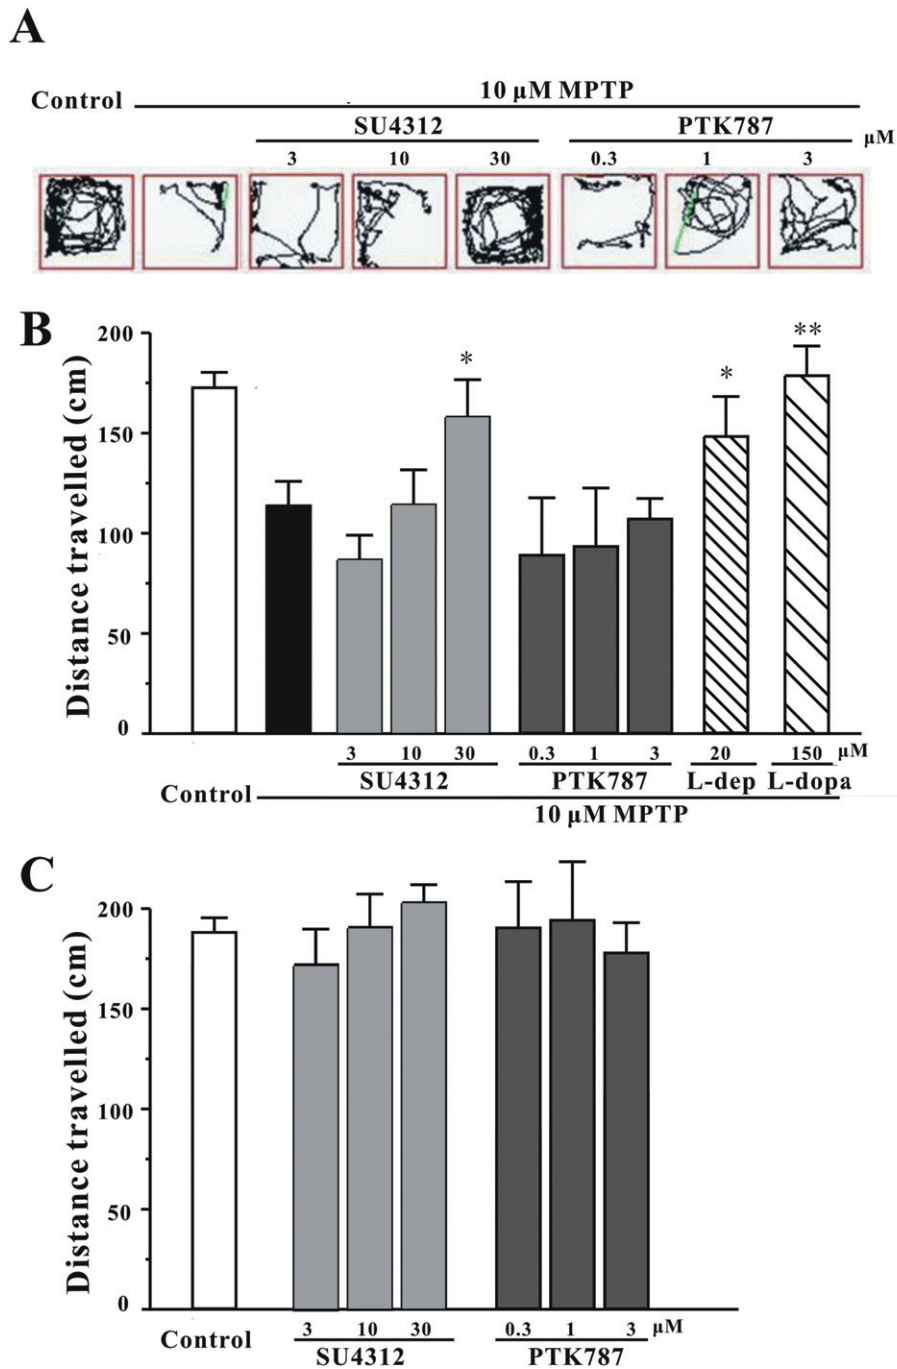 A
10 μM MPTP
Control
SU4312 PTK787
μM
3 10 30 0.3 1 3
B
Distance travelled (cm)
200
150
100
50
0
*
*
**
3 10 30 0.3 1 3 20 150 μM
SU4312 PTK787 L-dep L-dopa
Control
10 μM MPTP
C
Distance travelled (cm)
200
150
100
50
0
3 10 30 0.3 1 3 μM
Control
SU4312 PTK787